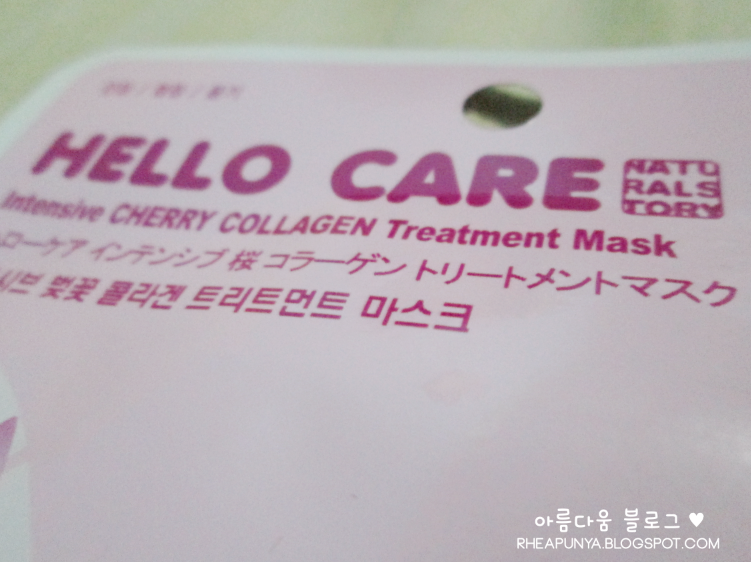 HELLO CARE
NATU
RALS
TORY
Intensive CHERRY COLLAGEN Treatment Mask
ローケア インテンシブ 桜 コラーゲン トリートメントマスク
시브 벚꽃 콜라겐 트리트먼트 마스크
아름다움 블로그 ♥
RHEAPUNYA.BLOGSPOT.COM